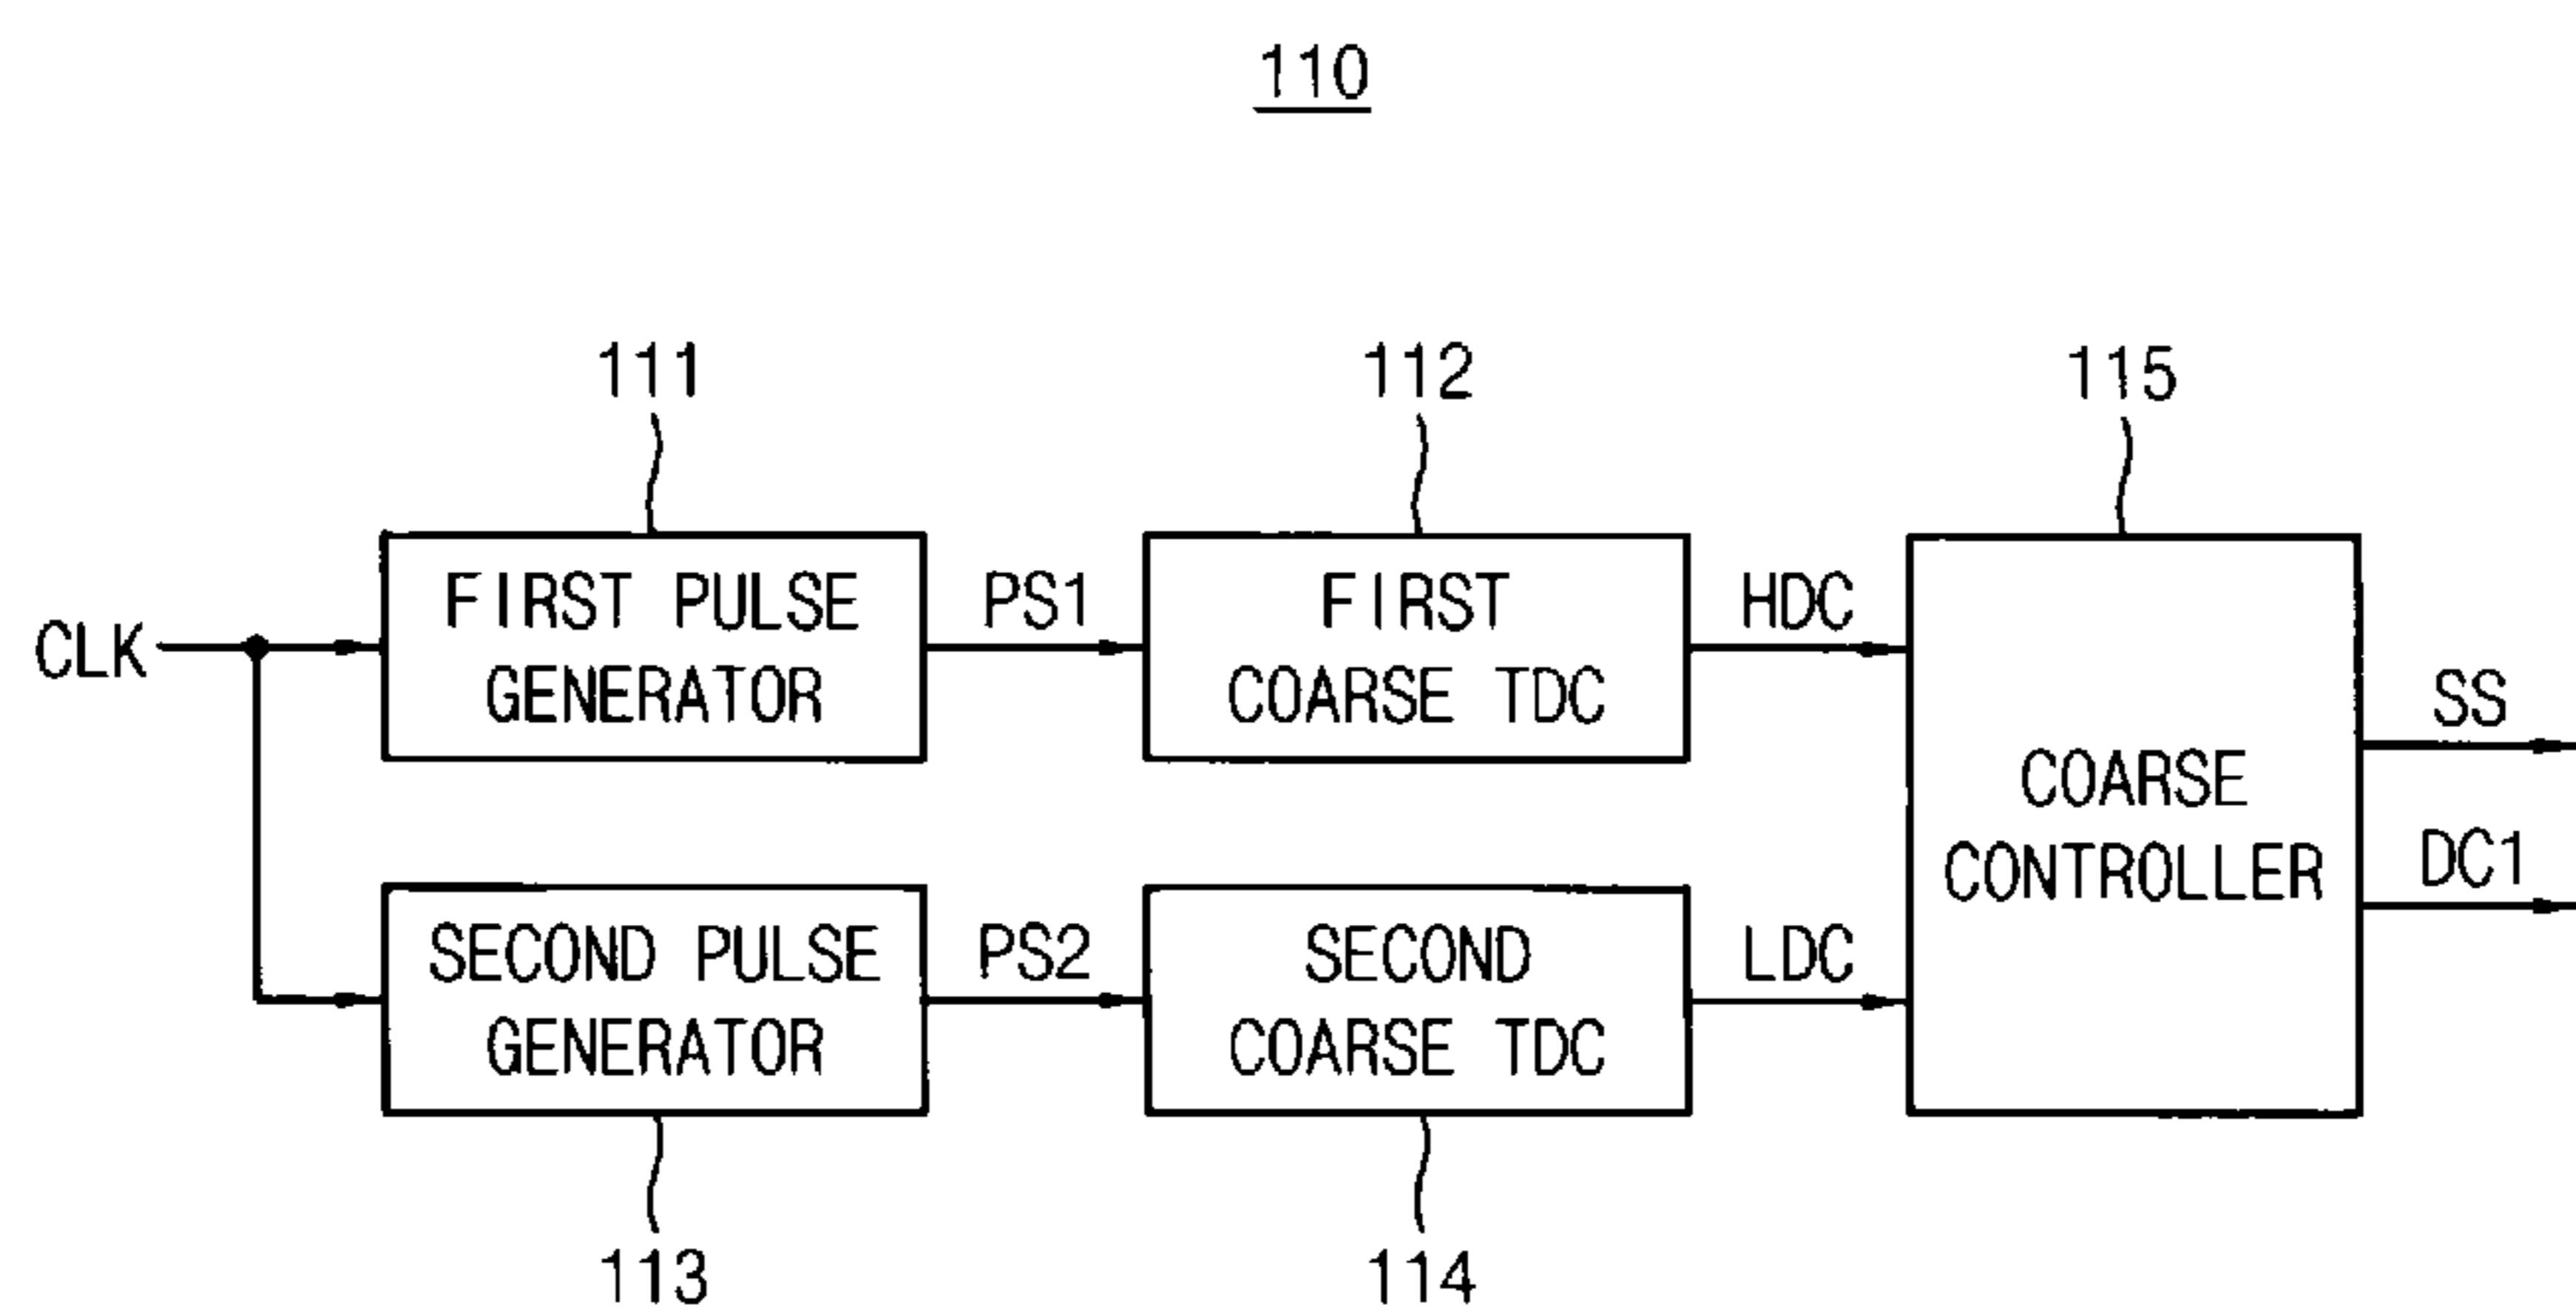 110
111
112
115
CLK
FIRST PULSE
GENERATOR
PS1
FIRST
COARSE TDC
HDC
COARSE
CONTROLLER
SS
DC1
SECOND PULSE
GENERATOR
PS2
SECOND
COARSE TDC
LDC
113
114